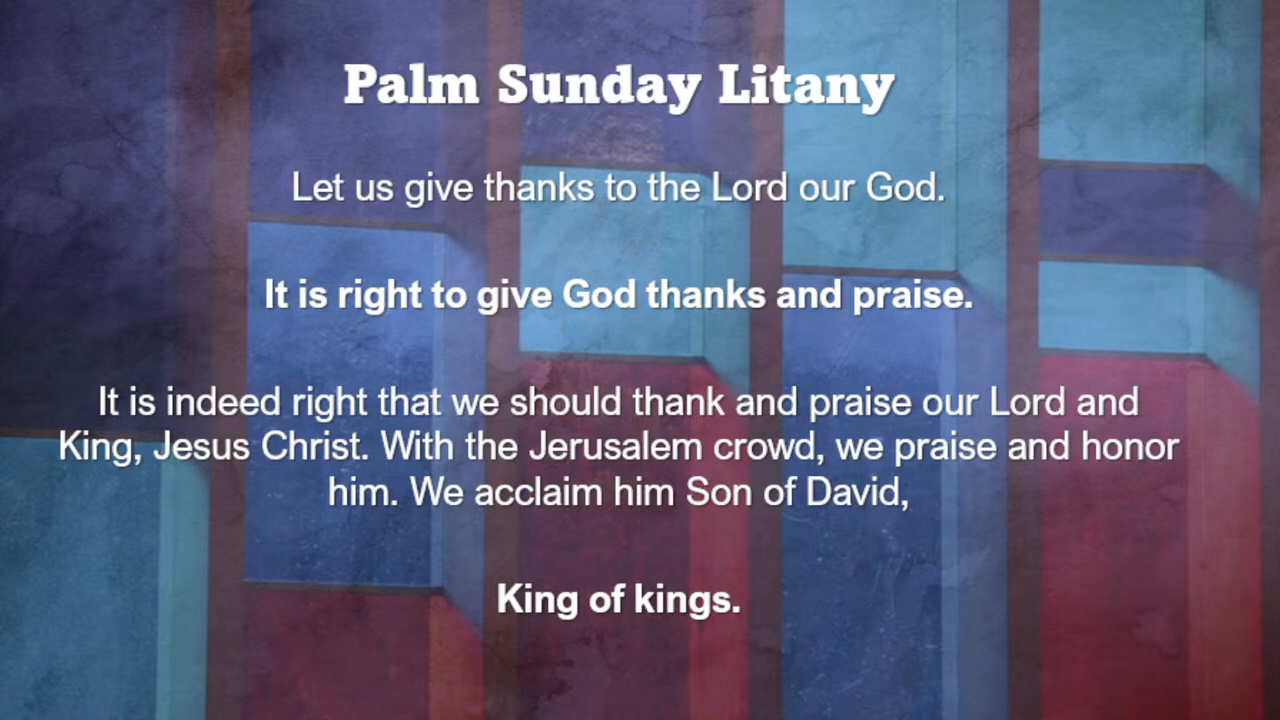 Palm Sunday Litany
Let us give thanks to the Lord our God.
It is right to give God thanks and praise.
It is indeed right that we should thank and praise our Lord and
King, Jesus Christ. With the Jerusalem crowd, we praise and honor
him. We acclaim him Son of David,
King of kings.